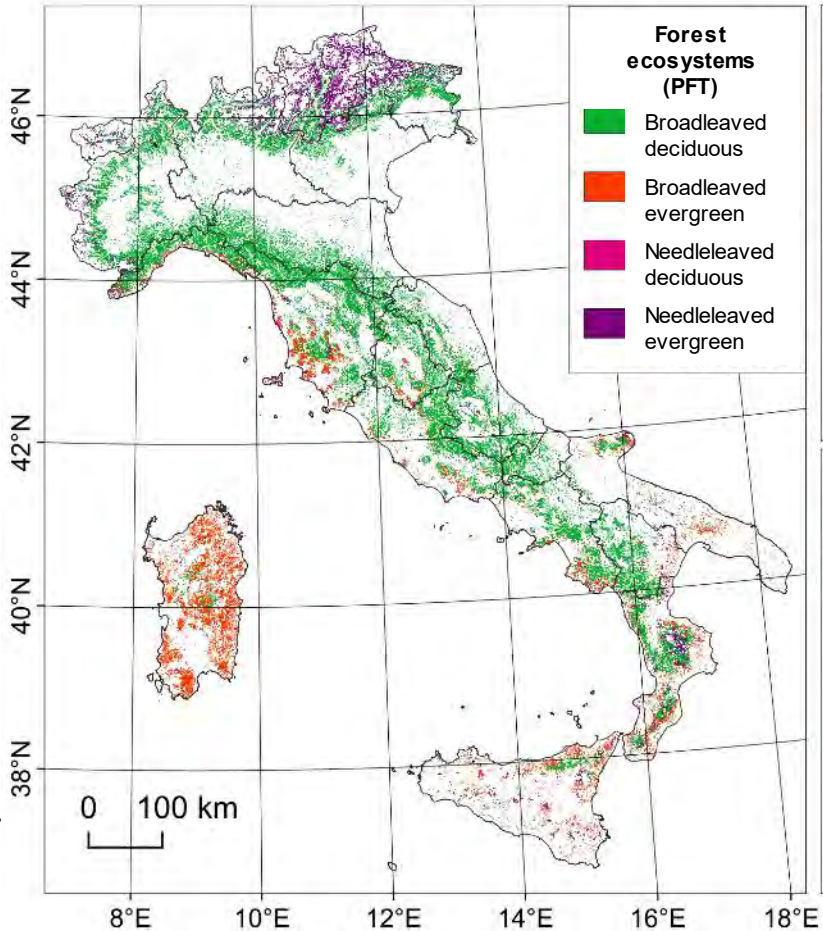 Forest
ecosystems
(PFT)
Broadleaved
deciduous
Broadleaved
evergreen
Needleleaved
deciduous
Needleleaved
evergreen
46°N
44°N
42°N
40°N
38°N
0 100 km
8°E 10°E 12°E 14°E 16°E 18°E